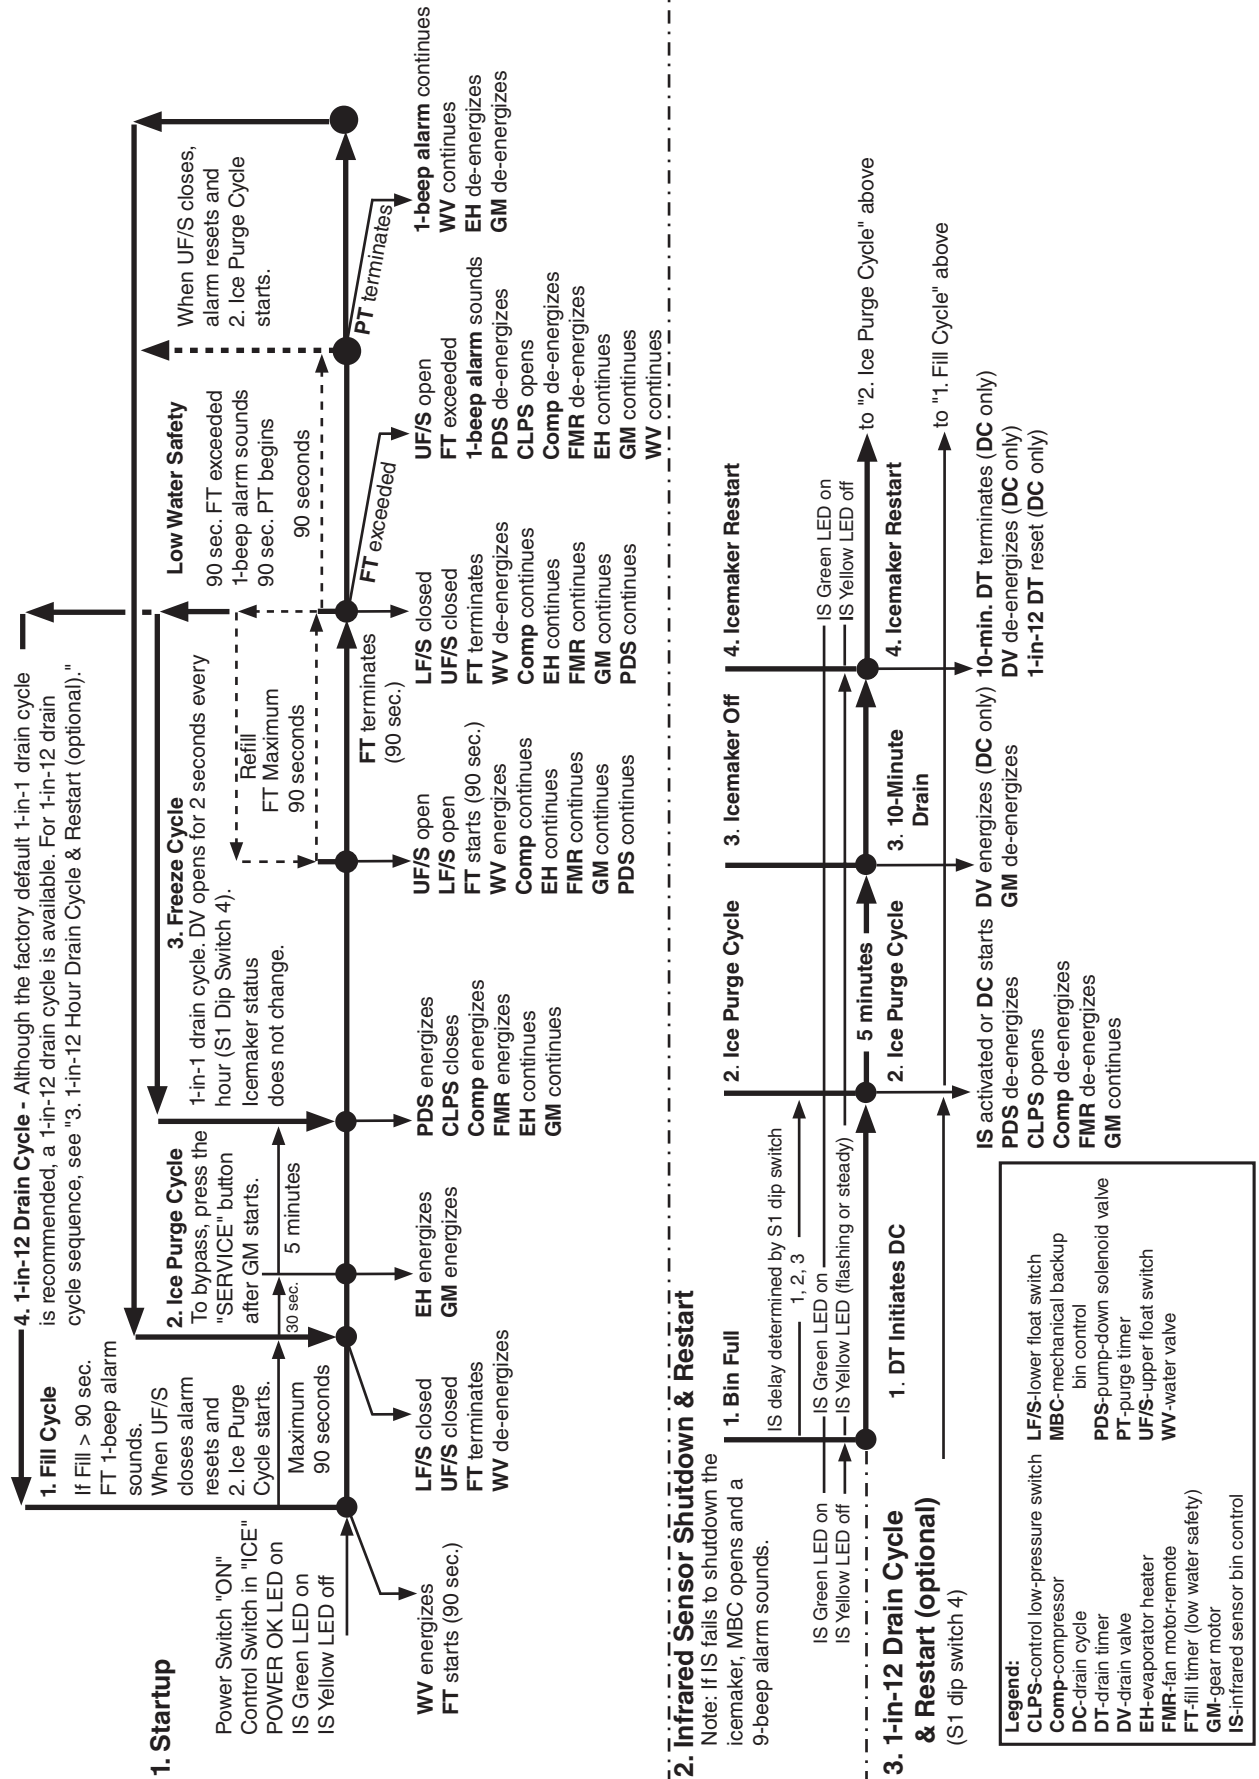 1. Startup
Power Switch "ON"
Control Switch in "ICE"
POWER OK LED on
IS Green LED on
IS Yellow LED off
4. 1-in-12 Drain Cycle - Although the factory default 1-in-1 drain cycle
is recommended, a 1-in-12 drain cycle is available. For 1-in-12 drain
cycle sequence, see "3. 1-in-12 Hour Drain Cycle & Restart (optional)."
1. Fill Cycle
If Fill > 90 sec.
FT 1-beep alarm
sounds.
When UF/S
closes alarm
resets and
2. Ice Purge
Cycle starts.
Maximum
90 seconds
2. Ice Purge Cycle
To bypass, press the
"SERVICE" button
after GM starts.
30 sec.
5 minutes
3. Freeze Cycle
1-in-1 drain cycle. DV opens for 2 seconds every
hour (S1 Dip Switch 4).
Icemaker status
does not change.
Refill
FT Maximum
90 seconds
Low Water Safety
90 sec. FT exceeded
1-beep alarm sounds
90 sec. PT begins
90 seconds
When UF/S closes,
alarm resets and
2. Ice Purge Cycle
starts.
WV energizes
FT starts (90 sec.)
LF/S closed
UF/S closed
FT terminates
WV de-energizes
EH energizes
GM energizes
PDS energizes
CLPS closes
Comp energizes
FMR energizes
EH continues
GM continues
UF/S open
LF/S open
FT starts (90 sec.)
WV energizes
Comp continues
EH continues
FMR continues
GM continues
PDS continues
FT terminates
(90 sec.)
LF/S closed
UF/S closed
FT terminates
WV de-energizes
Comp continues
EH continues
FMR continues
GM continues
PDS continues
FT exceeded
UF/S open
FT exceeded
1-beep alarm sounds
PDS de-energizes
CLPS opens
Comp de-energizes
FMR de-energizes
EH continues
GM continues
WV continues
PT terminates
1-beep alarm continues
WV continues
EH de-energizes
GM de-energizes
2. Infrared Sensor Shutdown & Restart
Note: If IS fails to shutdown the
icemaker, MBC opens and a
9-beep alarm sounds.
1. Bin Full
2. Ice Purge Cycle
3. Icemaker Off
4. Icemaker Restart
IS delay determined by S1 dip switch
1, 2, 3
IS Green LED on
IS Green LED on
IS Green LED on
IS Yellow LED off
IS Yellow LED (flashing or steady)
IS Yellow LED off
5 minutes
to "2. Ice Purge Cycle" above
3. 1-in-12 Drain Cycle
& Restart (optional)
(S1 dip switch 4)
1. DT Initiates DC
2. Ice Purge Cycle
3. 10-Minute
Drain
4. Icemaker Restart
to "1. Fill Cycle" above
IS activated or DC starts
PDS de-energizes
CLPS opens
Comp de-energizes
FMR de-energizes
GM continues
DV energizes (DC only)
GM de-energizes
10-min. DT terminates (DC only)
DV de-energizes (DC only)
1-in-12 DT reset (DC only)
Legend:
CLPS-control low-pressure switch
Comp-compressor
DC-drain cycle
DT-drain timer
DV-drain valve
EH-evaporator heater
FMR-fan motor-remote
FT-fill timer (low water safety)
GM-gear motor
IS-infrared sensor bin control
LF/S-lower float switch
MBC-mechanical backup
bin control
PDS-pump-down solenoid valve
PT-purge timer
UF/S-upper float switch
WV-water valve